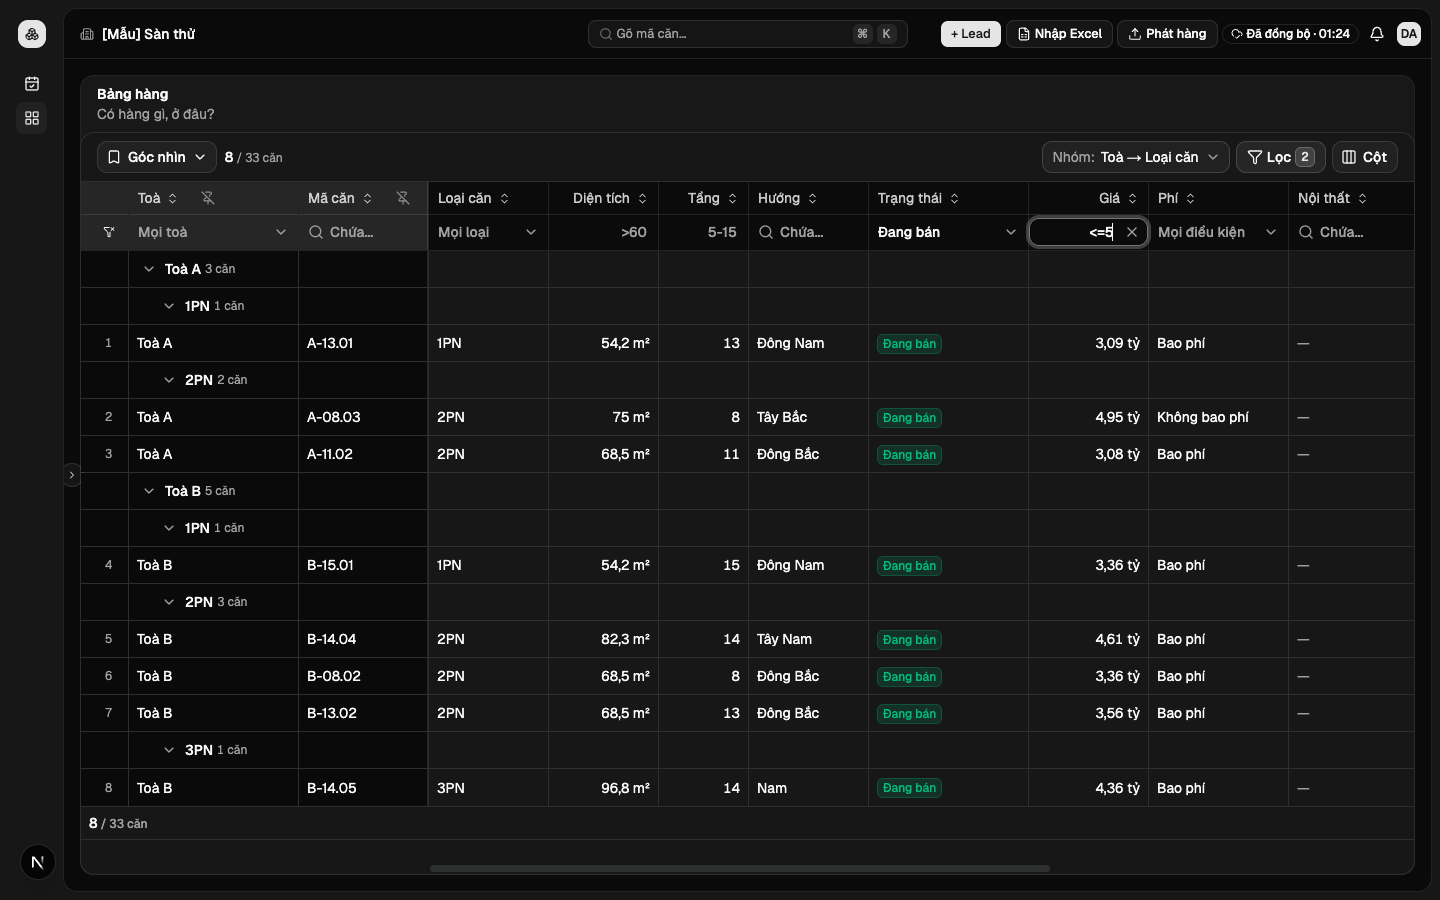 [Mẫu] Sàn thử
Gõ mã căn... ⌘ K
+ Lead
Nhập Excel
Phát hàng
Đã đồng bộ · 01:24
DA
Bảng hàng
Có hàng gì, ở đâu?
Góc nhìn
8 / 33 căn
Nhóm: Toà → Loại căn
Lọc 2
Cột
Toà Mã căn Loại căn Diện tích Tầng Hướng Trạng thái Giá Phí Nội thất
Mọi toà Chứa... Mọi loại >60 5-15 Chứa... Đang bán <=5 Mọi điều kiện Chứa...
Toà A 3 căn
1PN 1 căn
1 Toà A A-13.01 1PN 54,2 m² 13 Đông Nam Đang bán 3,09 tỷ Bao phí —
2PN 2 căn
2 Toà A A-08.03 2PN 75 m² 8 Tây Bắc Đang bán 4,95 tỷ Không bao phí —
3 Toà A A-11.02 2PN 68,5 m² 11 Đông Bắc Đang bán 3,08 tỷ Bao phí —
Toà B 5 căn
1PN 1 căn
4 Toà B B-15.01 1PN 54,2 m² 15 Đông Nam Đang bán 3,36 tỷ Bao phí —
2PN 3 căn
5 Toà B B-14.04 2PN 82,3 m² 14 Tây Nam Đang bán 4,61 tỷ Bao phí —
6 Toà B B-08.02 2PN 68,5 m² 8 Đông Bắc Đang bán 3,36 tỷ Bao phí —
7 Toà B B-13.02 2PN 68,5 m² 13 Đông Bắc Đang bán 3,56 tỷ Bao phí —
3PN 1 căn
8 Toà B B-14.05 3PN 96,8 m² 14 Nam Đang bán 4,36 tỷ Bao phí —
8 / 33 căn
N